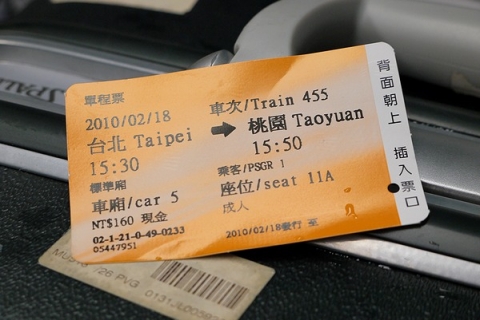 單程票
2010/02/18 車次/Train 455
台北 Taipei → 桃園 Taoyuan
15:30 15:50
標準廂 乘客/PSGR 1
車廂/car 5 座位/seat 11A
NT$160 現金 成人
02-1-21-0-49-0233
05447951 2010/02/18發行 至
背面朝上 插入票口
726 PVG